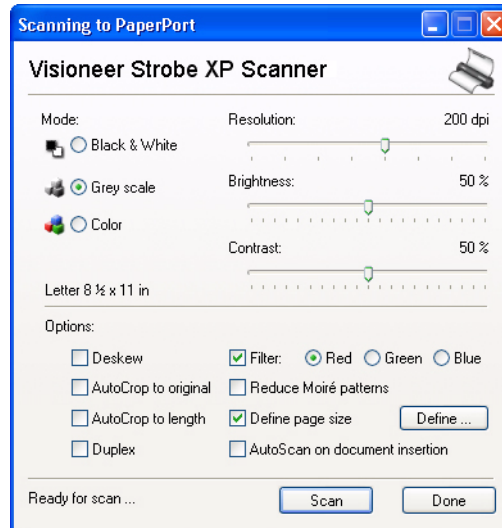 Scanning to PaperPort
Visioneer Strobe XP Scanner
Mode:
Resolution: 200 dpi
Black & White
Grey scale
Brightness: 50 %
Color
Contrast: 50 %
Letter 8 ½ x 11 in
Options:
Deskew Filter: Red Green Blue
AutoCrop to original Reduce Moiré patterns
AutoCrop to length Define page size Define ...
Duplex AutoScan on document insertion
Ready for scan ... Scan Done